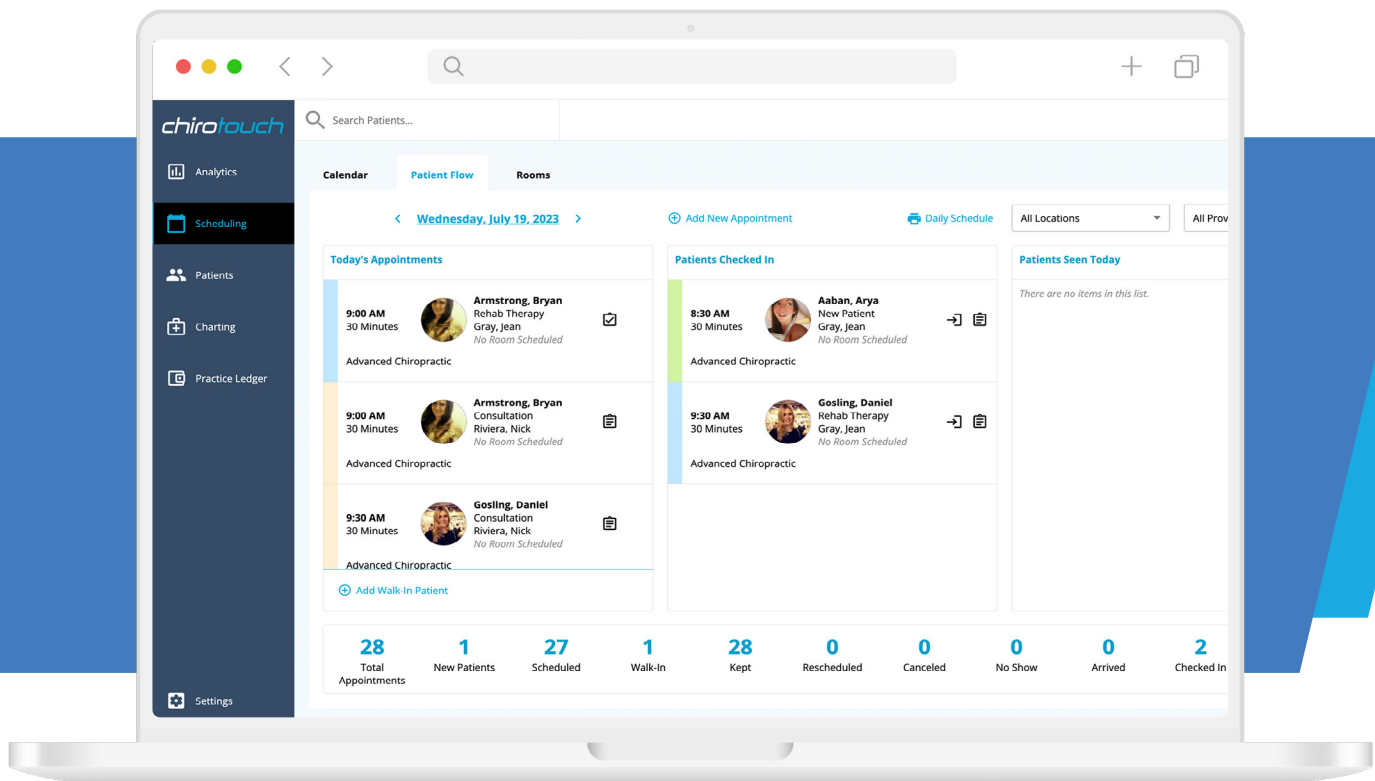 chirotouch
Search Patients...
Analytics
Scheduling
Patients
Charting
Practice Ledger
Settings
Calendar
Patient Flow
Rooms
Wednesday, July 19, 2023
Add New Appointment
Daily Schedule
All Locations
All Prov
Today's Appointments
9:00 AM
30 Minutes
Armstrong, Bryan
Rehab Therapy
Gray, Jean
No Room Scheduled
Advanced Chiropractic
9:00 AM
30 Minutes
Armstrong, Bryan
Consultation
Riviera, Nick
No Room Scheduled
Advanced Chiropractic
9:30 AM
30 Minutes
Gosling, Daniel
Consultation
Riviera, Nick
No Room Scheduled
Advanced Chiropractic
Add Walk-In Patient
Patients Checked In
8:30 AM
30 Minutes
Aaban, Arya
New Patient
Gray, Jean
No Room Scheduled
Advanced Chiropractic
9:30 AM
30 Minutes
Gosling, Daniel
Rehab Therapy
Gray, Jean
No Room Scheduled
Advanced Chiropractic
Patients Seen Today
There are no items in this list.
28
Total
Appointments
1
New Patients
27
Scheduled
1
Walk-In
28
Kept
0
Rescheduled
0
Canceled
0
No Show
0
Arrived
2
Checked In